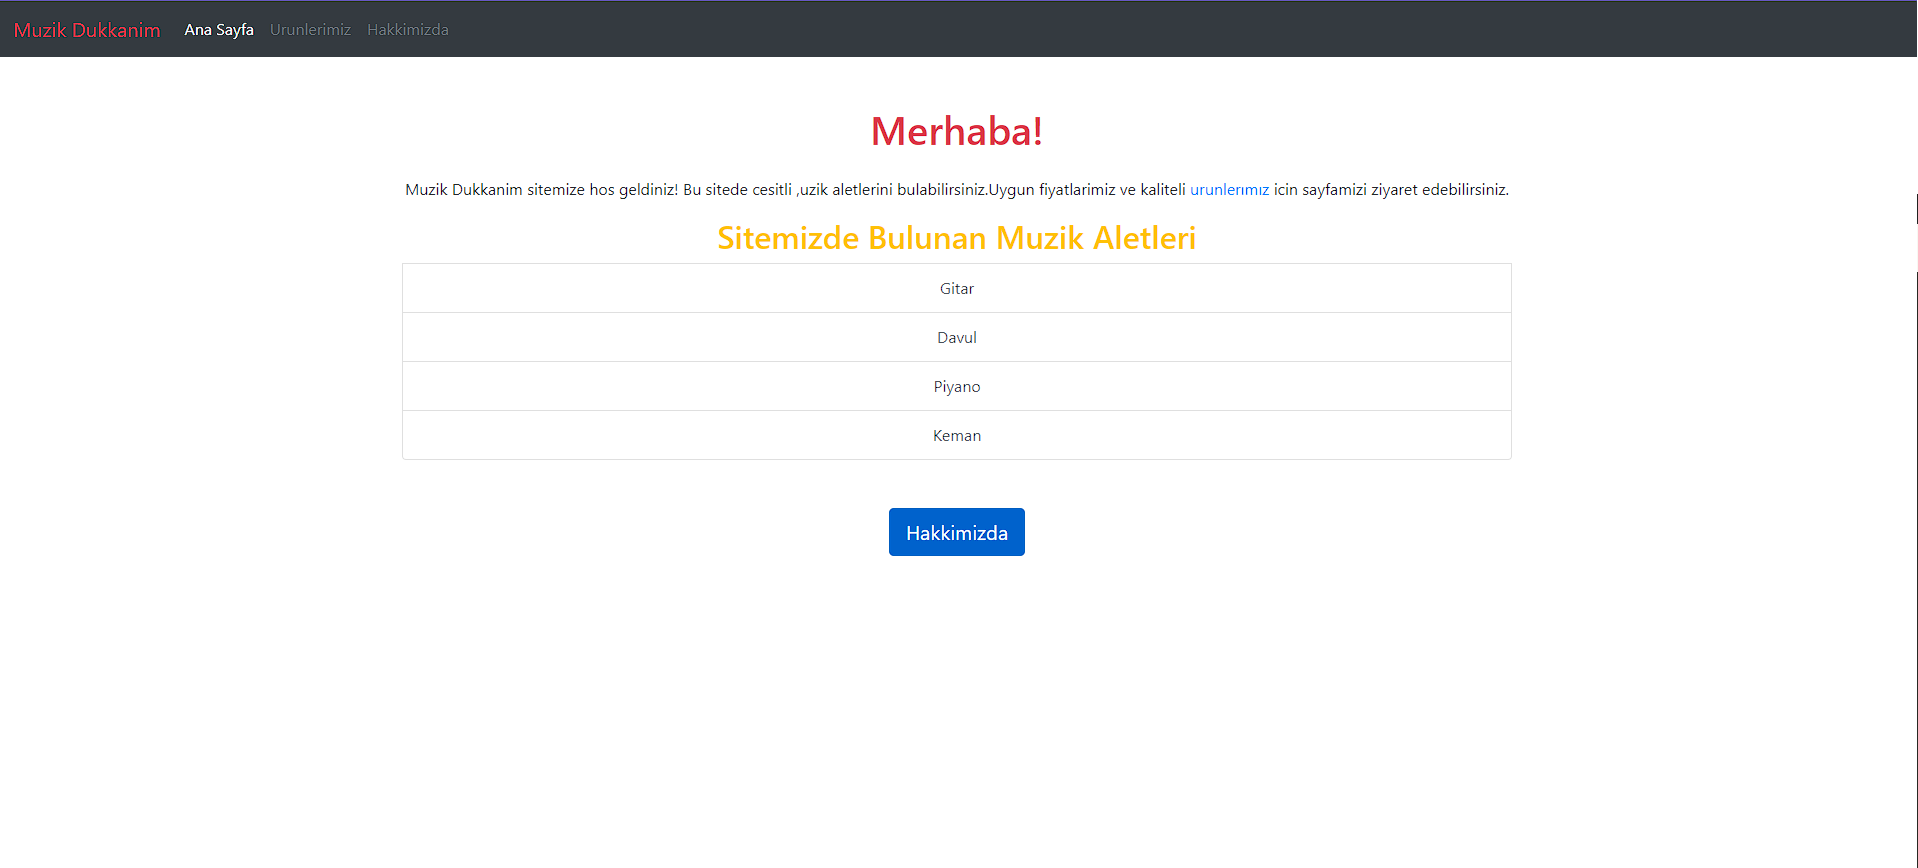 Muzik Dukkanim Ana Sayfa Urunlerimiz Hakkimizda
Merhaba!
Muzik Dukkanim sitemize hos geldiniz! Bu sitede cesitli ,uzik aletlerini bulabilirsiniz.Uygun fiyatlarimiz ve kaliteli urunlerımız icin sayfamizi ziyaret edebilirsiniz.
Sitemizde Bulunan Muzik Aletleri
Gitar
Davul
Piyano
Keman
Hakkimizda